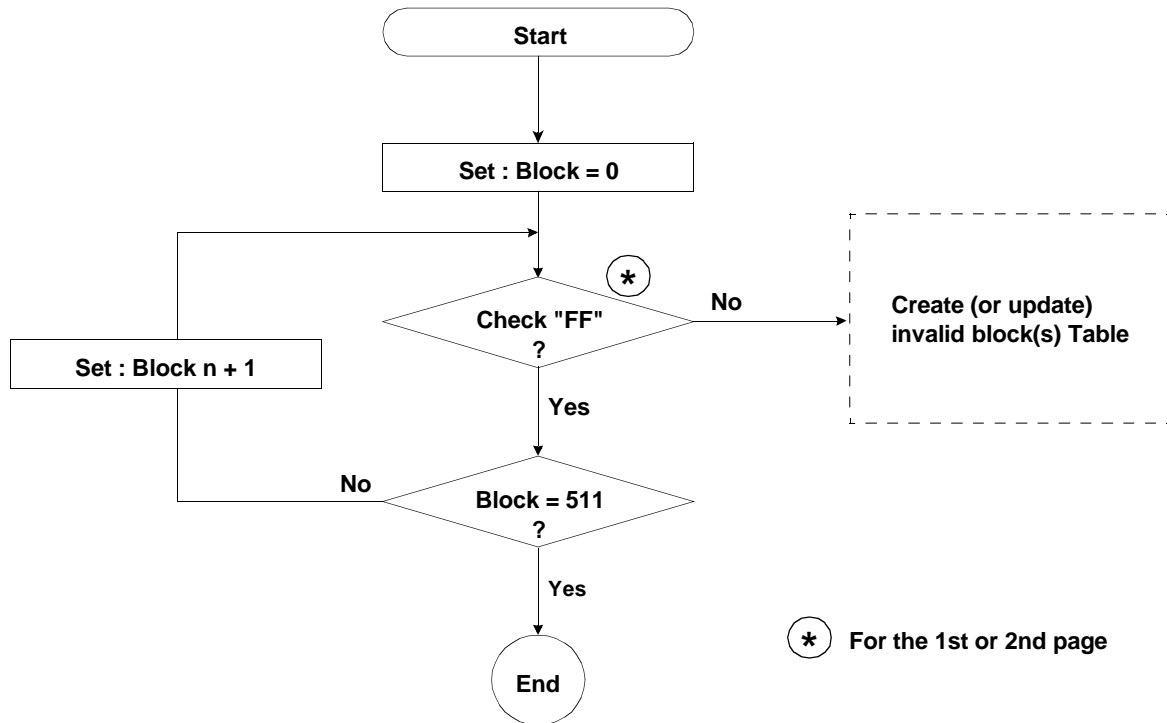 Start
Set : Block = 0
*
Check "FF"
?
No
Create (or update)
invalid block(s) Table
Set : Block n + 1
Yes
No
Block = 511
?
Yes
* For the 1st or 2nd page
End